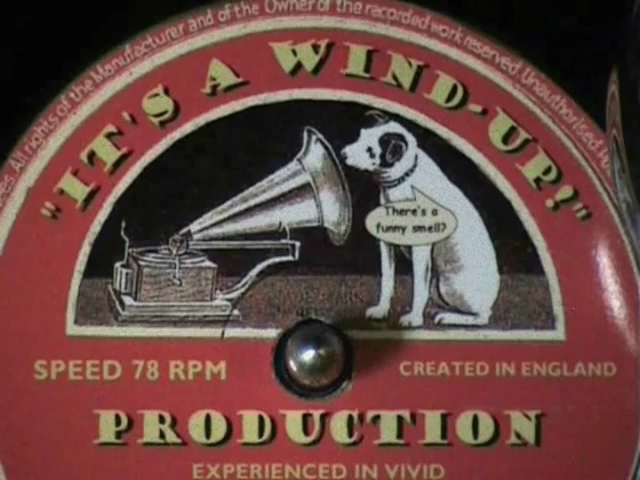 es. All rights of the Manufacturer and of the Owner of the recorded work reserved. Unauthorised
"IT'S A WIND-UP!"
There's a
funny smell?
SPEED 78 RPM
CREATED IN ENGLAND
PRODUCTION
EXPERIENCED IN VIVID